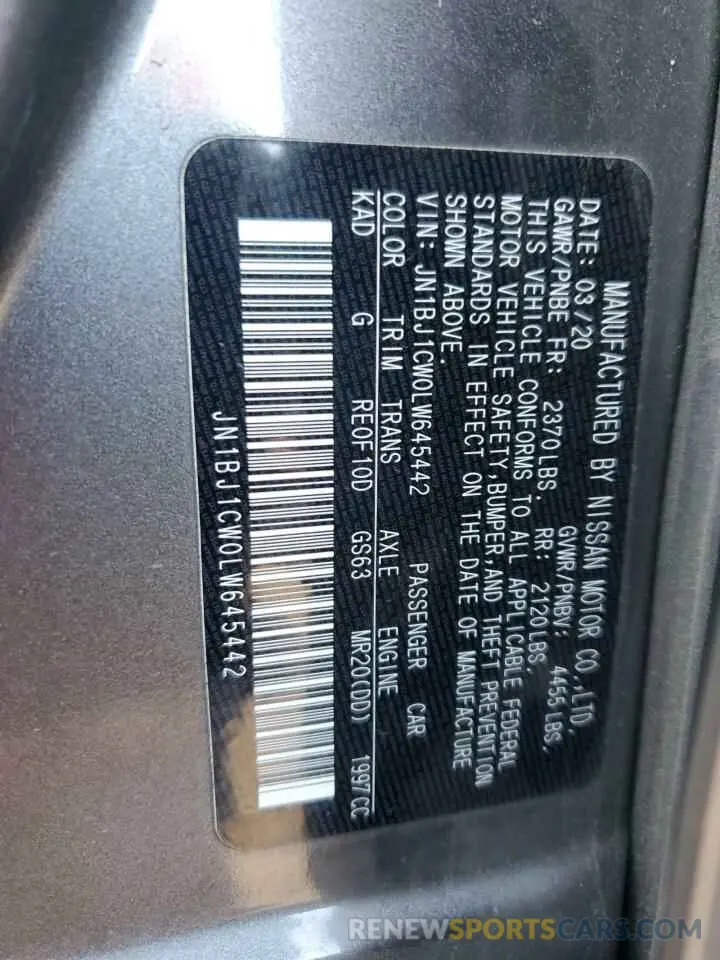 MANUFACTURED BY NISSAN MOTOR CO.,LTD.
DATE: 03/20 GVWR/PNBV: 4455 LBS.
GAWR/PNBE FR: 2370 LBS. RR: 2120LBS.
THIS VEHICLE CONFORMS TO ALL APPLICABLE FEDERAL
MOTOR VEHICLE SAFETY,BUMPER,AND THEFT PREVENTION
STANDARDS IN EFFECT ON THE DATE OF MANUFACTURE
SHOWN ABOVE.
VIN: JN1BJ1CW0LW645442 PASSENGER CAR
COLOR TRIM TRANS AXLE ENGINE
KAD G RE0F10D GS63 MR20(DD) 1997CC
JN1BJ1CW0LW645442
RENEWSPORTSCARS.COM